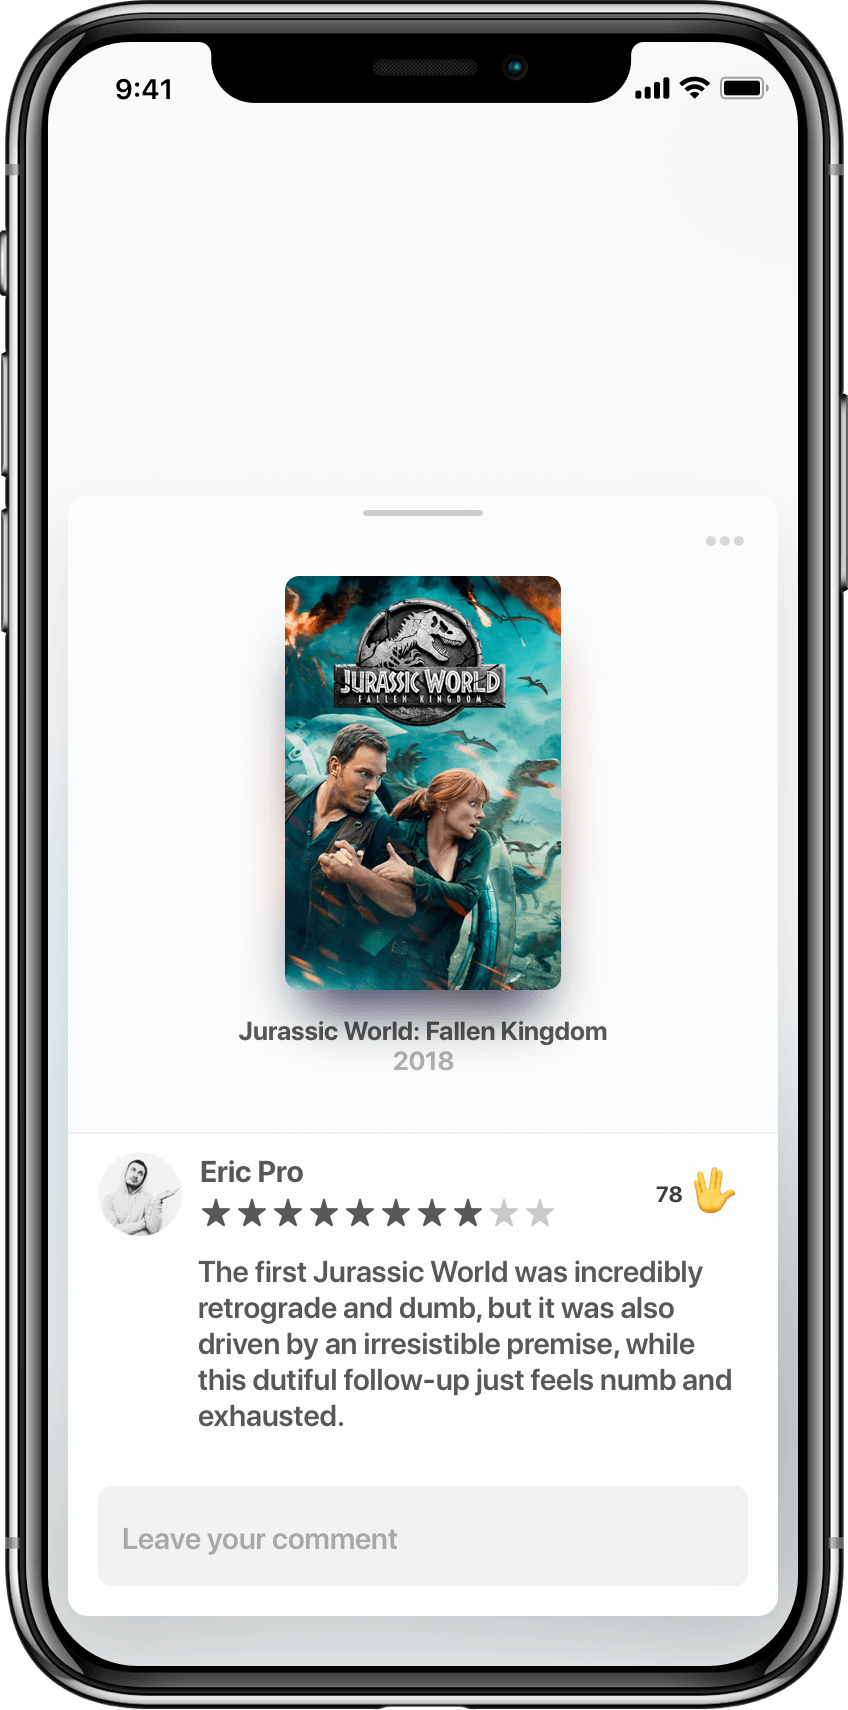 9:41
JURASSIC WORLD
FALLEN KINGDOM
Jurassic World: Fallen Kingdom
2018
Eric Pro
78
The first Jurassic World was incredibly
retrograde and dumb, but it was also
driven by an irresistible premise, while
this dutiful follow-up just feels numb and
exhausted.
Leave your comment